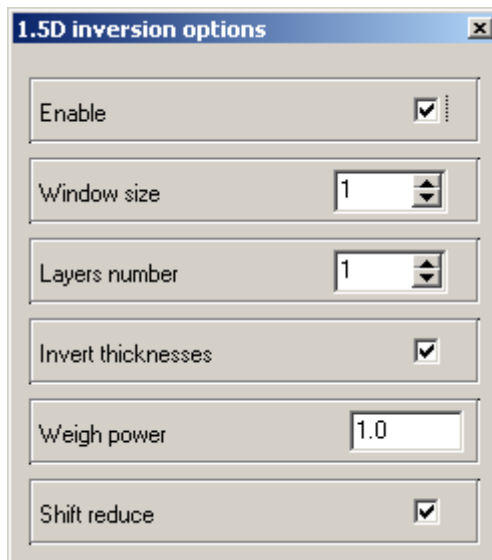 1.5D inversion options
Enable
Window size 1
Layers number 1
Invert thicknesses
Weigh power 1.0
Shift reduce